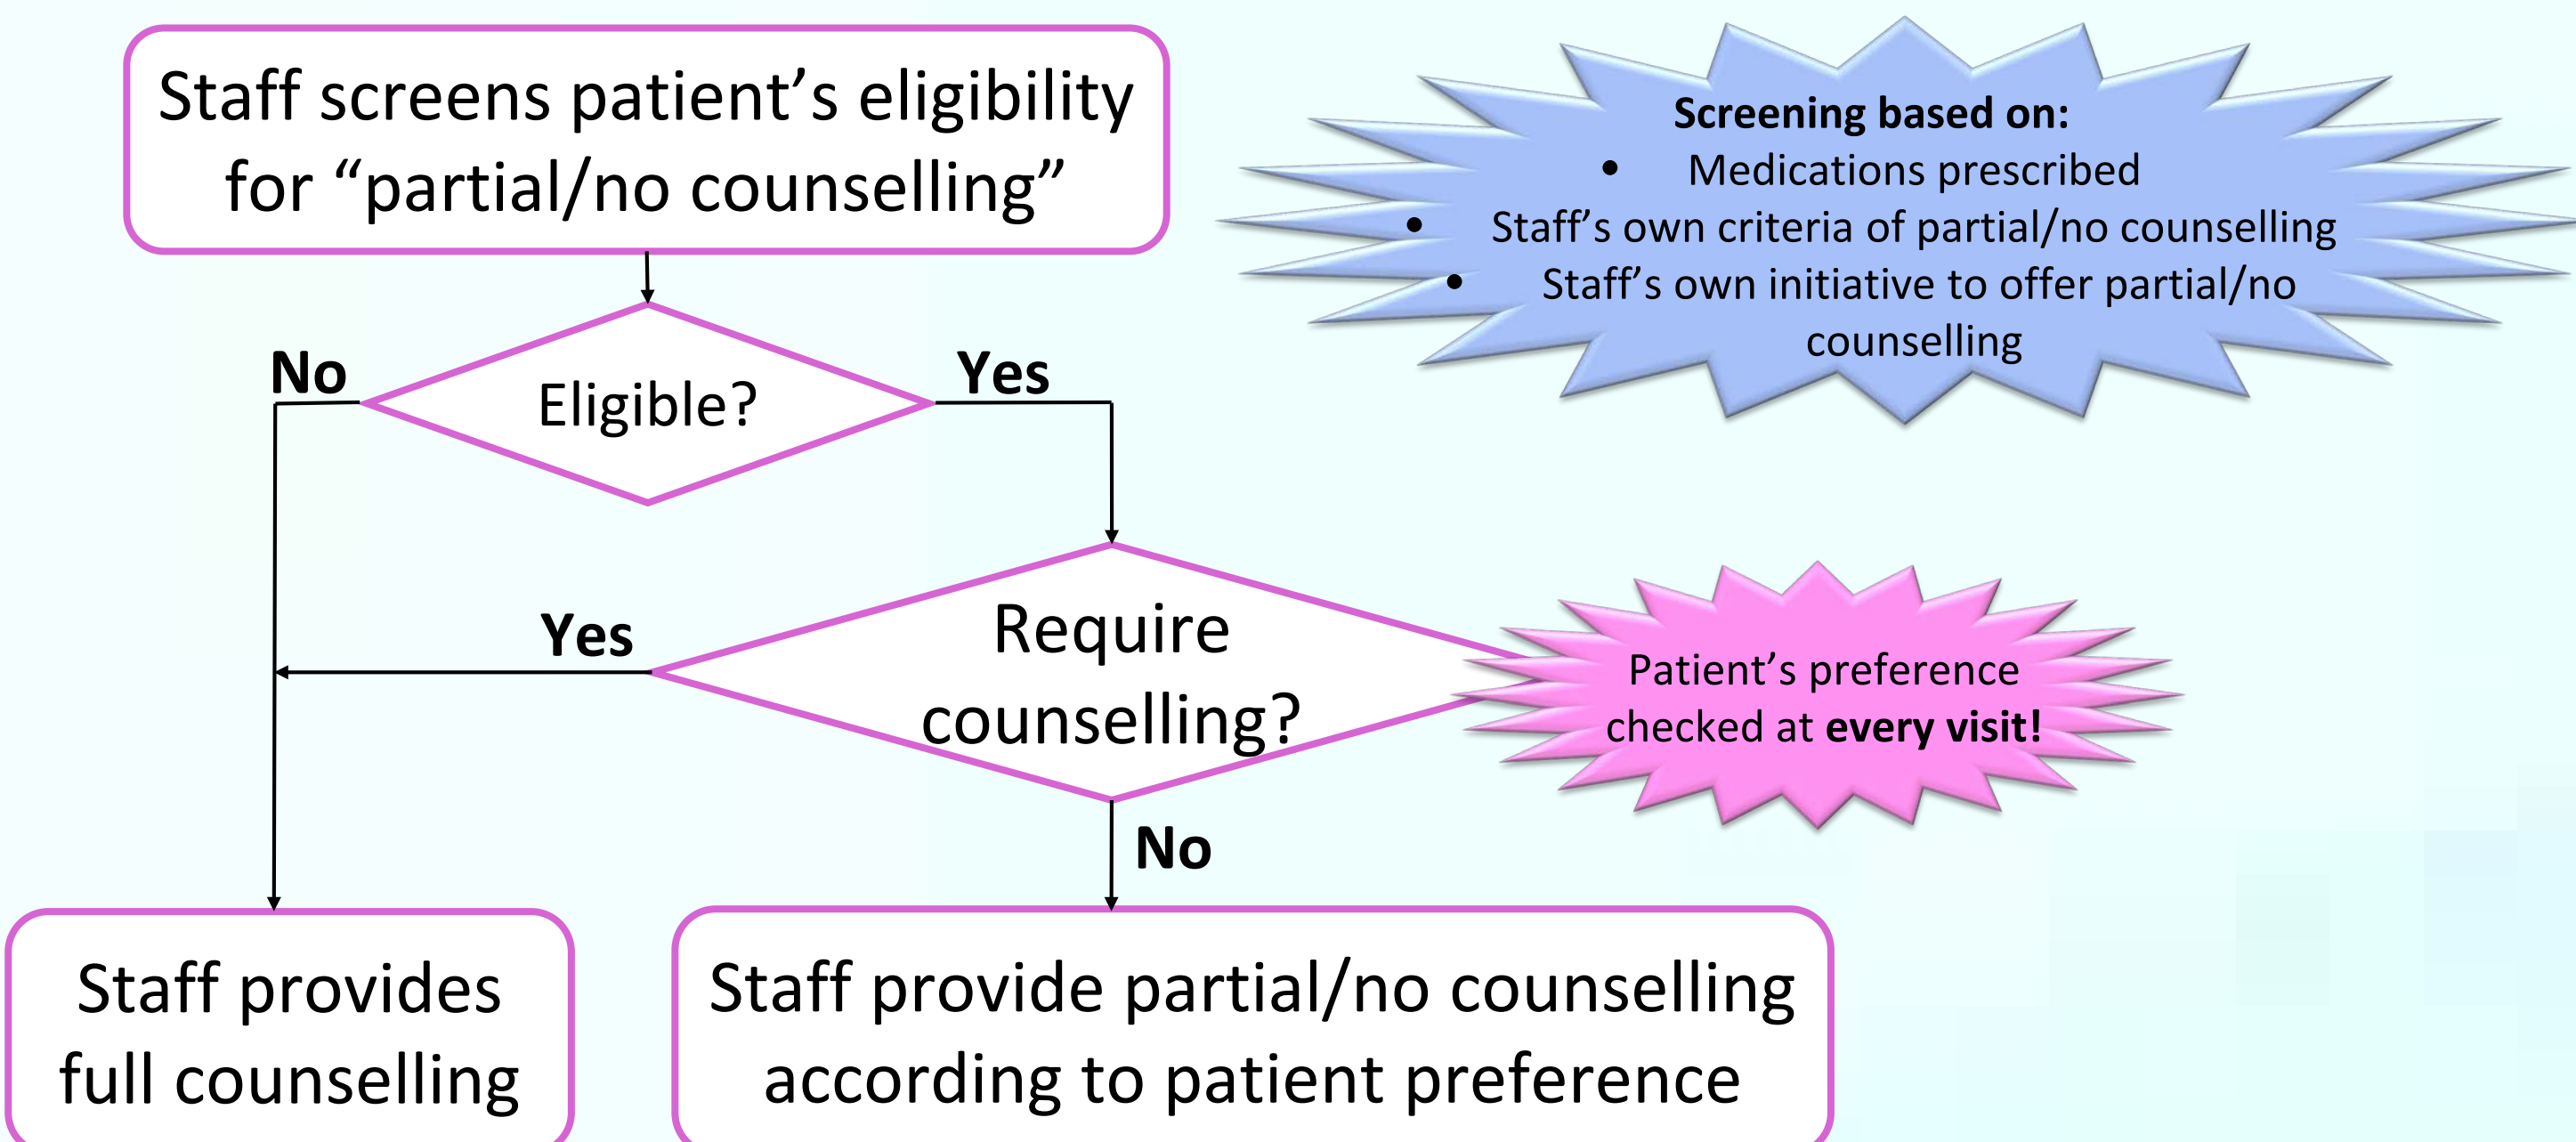 Staff screens patient’s eligibility
for “partial/no counselling”
Screening based on:
• Medications prescribed
• Staff’s own criteria of partial/no counselling
• Staff’s own initiative to offer partial/no
counselling
No
Eligible?
Yes
Yes
Require
counselling?
Patient’s preference
checked at every visit!
No
Staff provides
full counselling
Staff provide partial/no counselling
according to patient preference